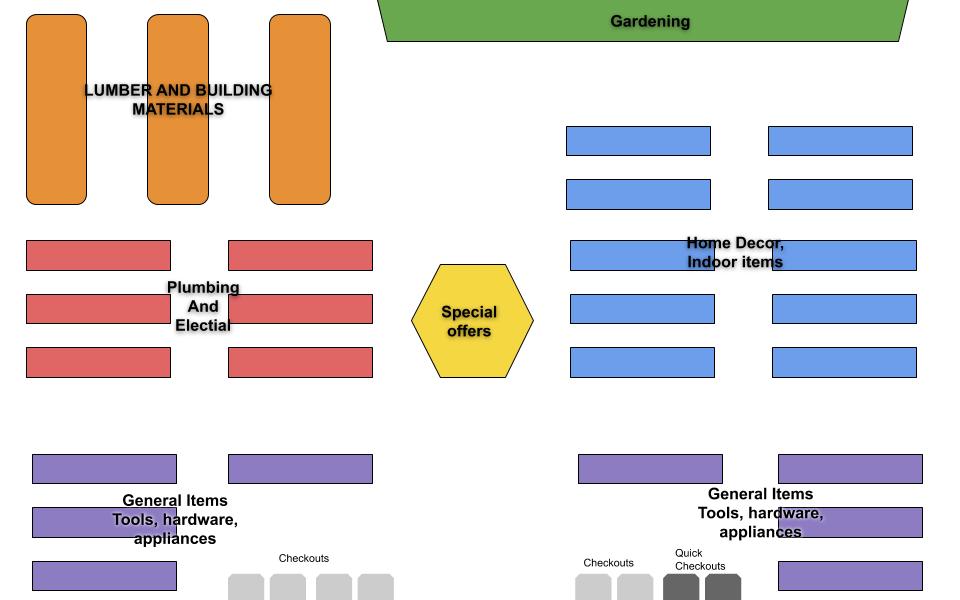 Gardening
LUMBER AND BUILDING
MATERIALS
Home Decor,
Indoor items
Plumbing
And
Electial
Special
offers
General Items
Tools, hardware,
appliances
General Items
Tools, hardware,
appliances
Checkouts
Checkouts
Quick
Checkouts